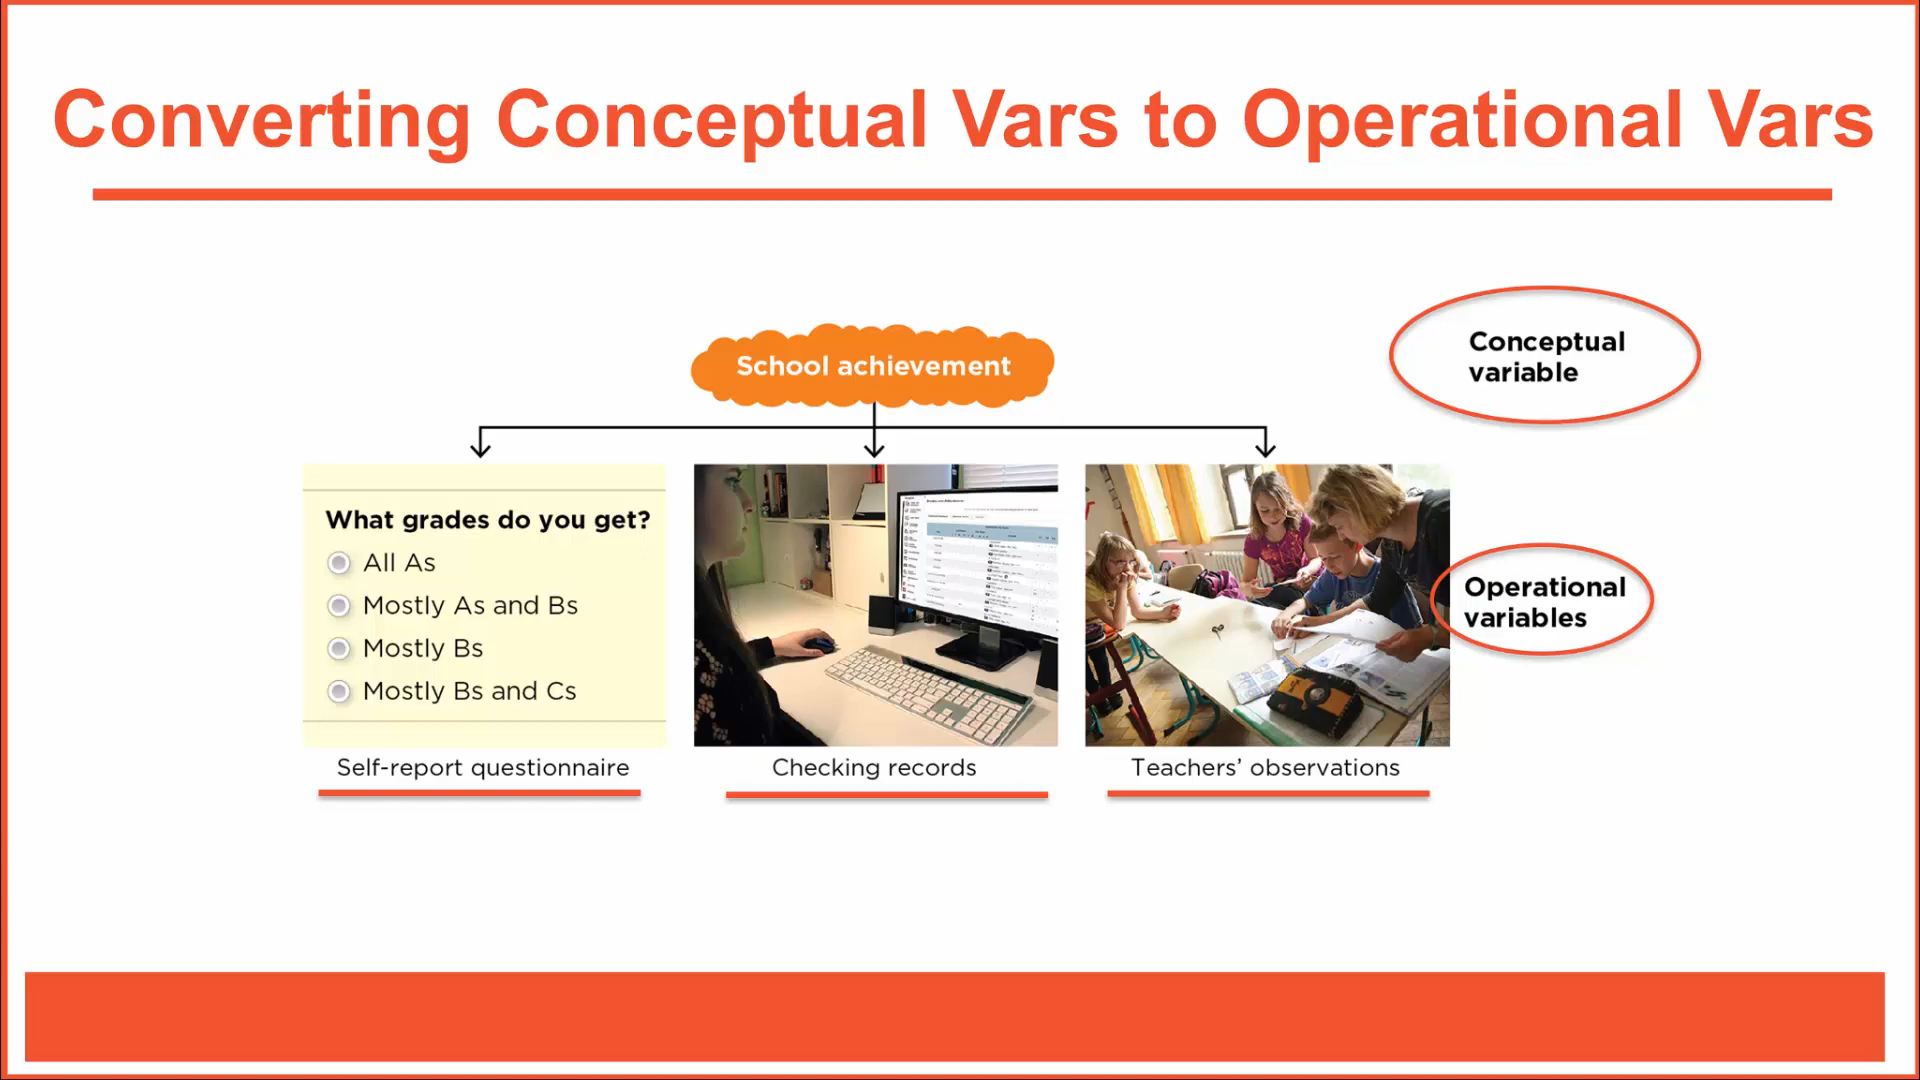 Converting Conceptual Vars to Operational Vars
School achievement
Conceptual
variable
What grades do you get?
All As
Mostly As and Bs
Mostly Bs
Mostly Bs and Cs
Operational
variables
Self-report questionnaire
Checking records
Teachers’ observations